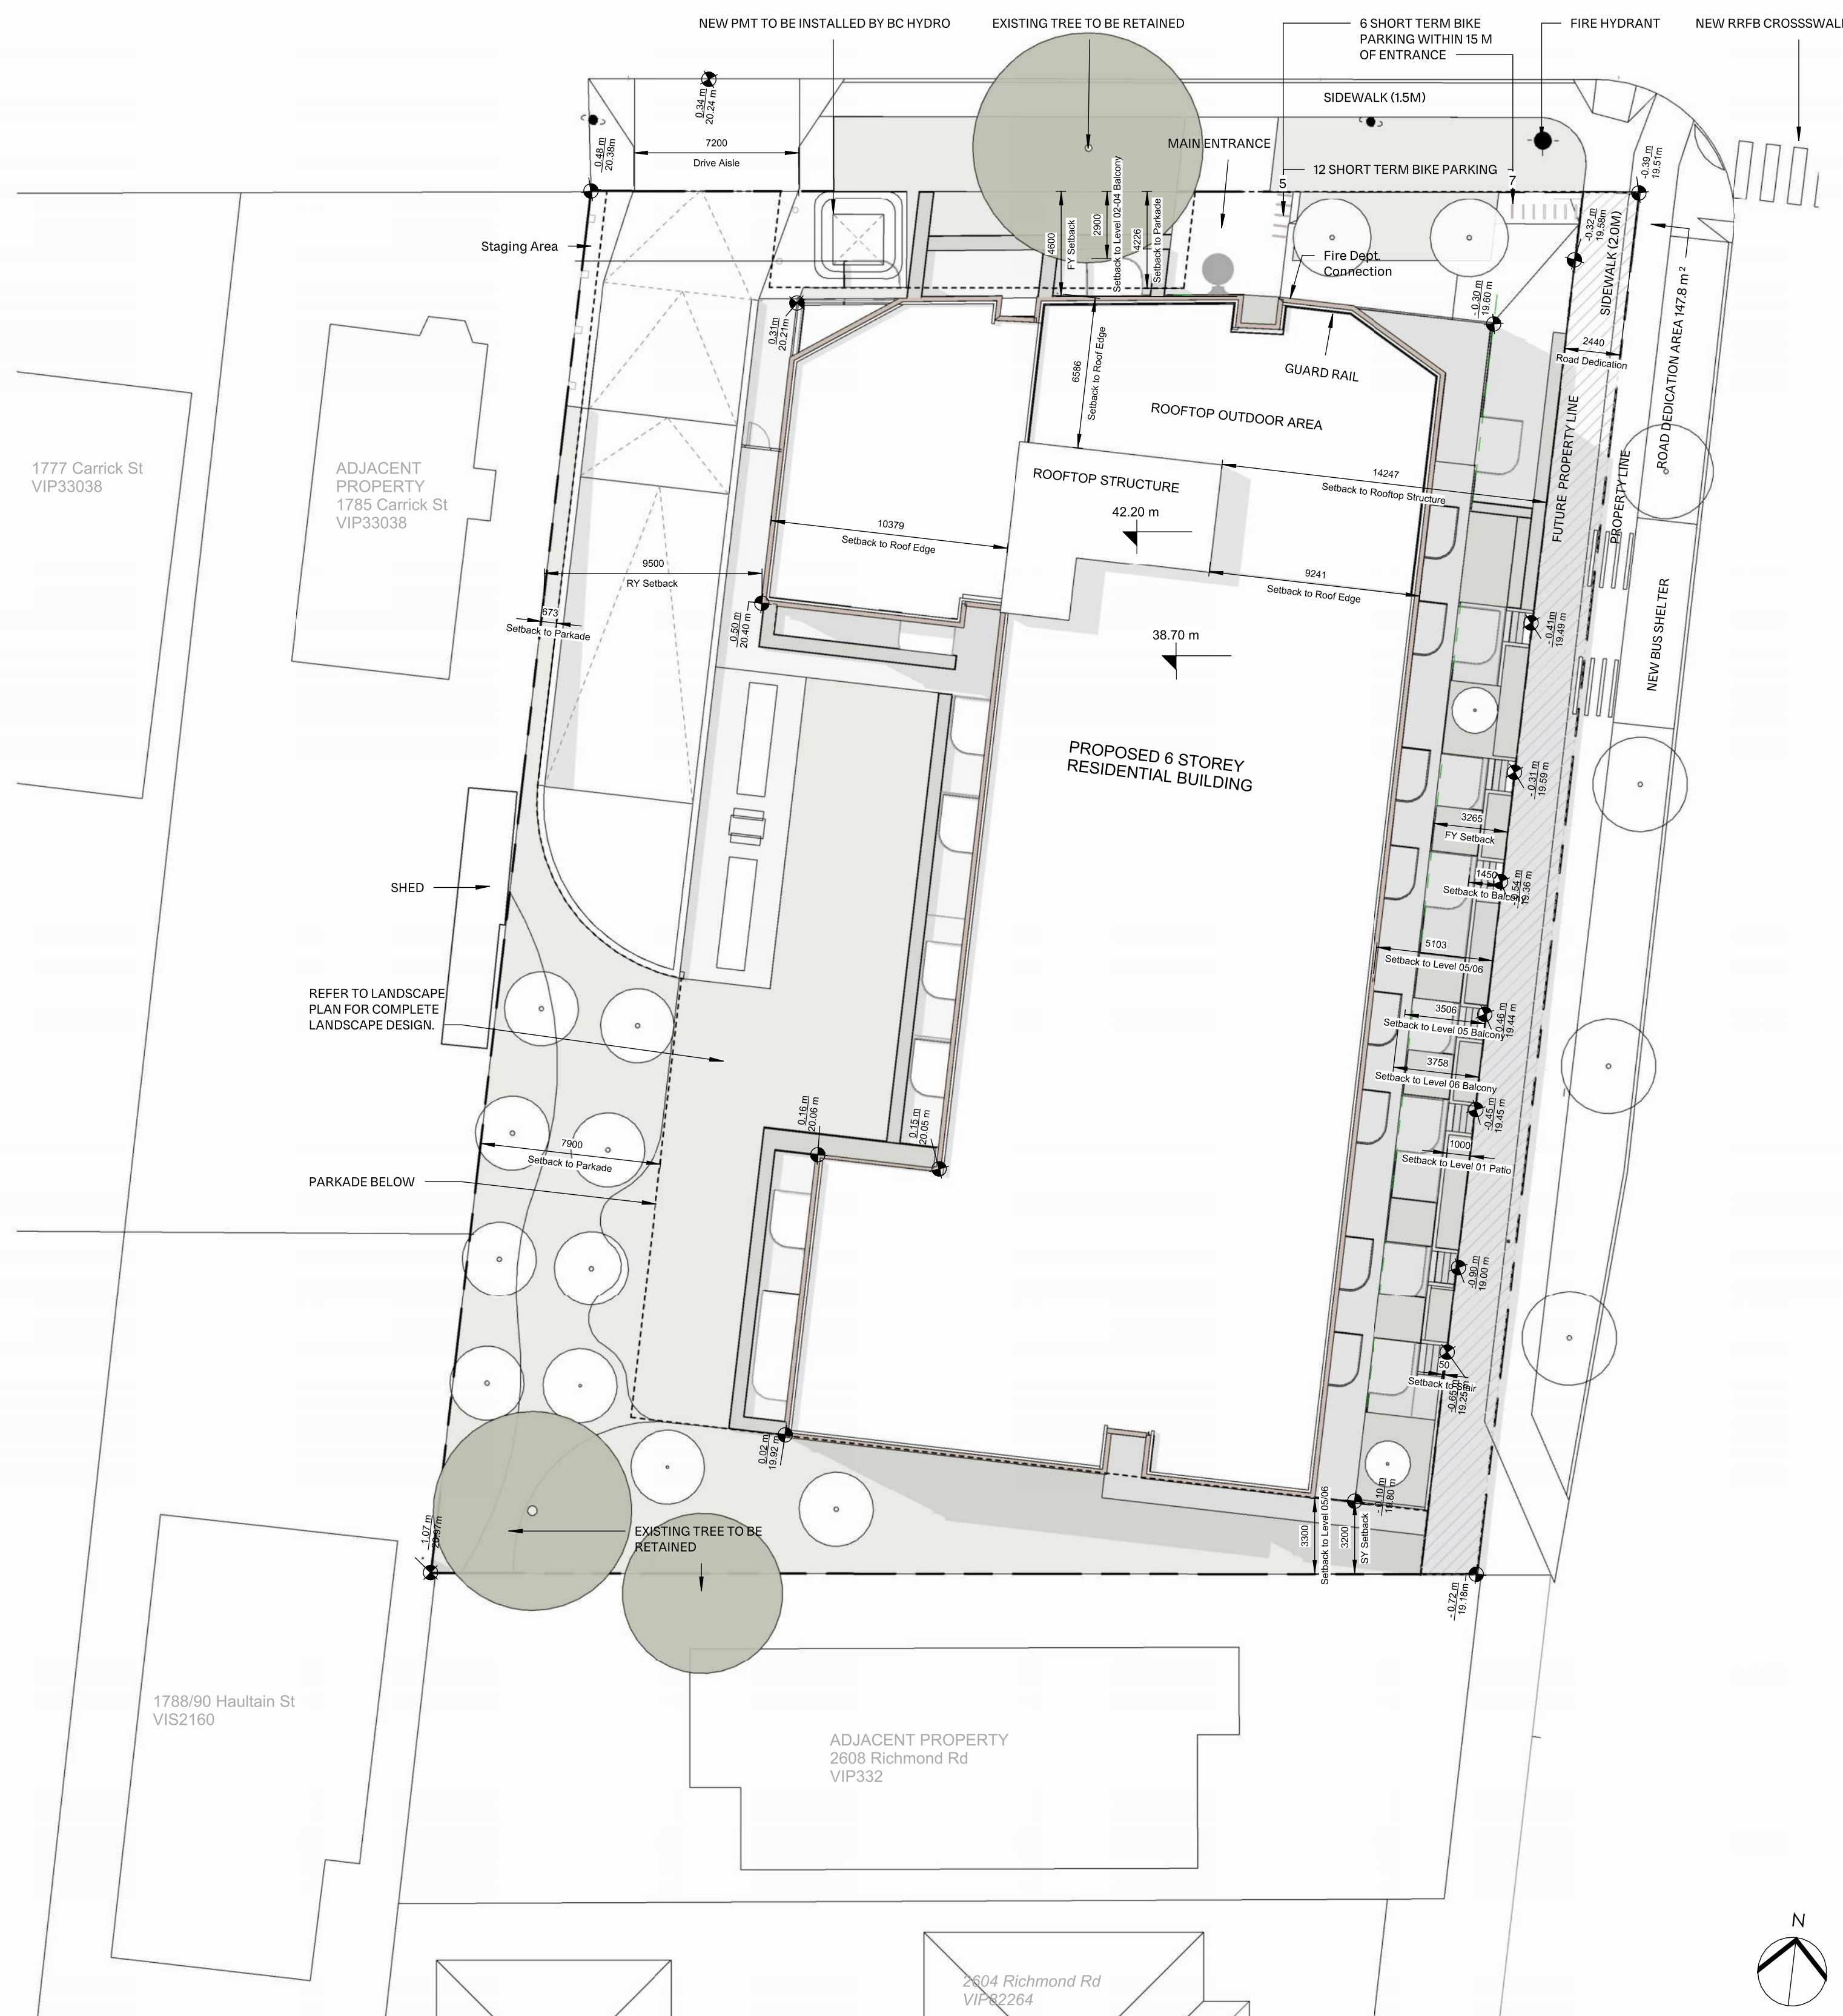 NEW PMT TO BE INSTALLED BY BC HYDRO
EXISTING TREE TO BE RETAINED
6 SHORT TERM BIKE
PARKING WITHIN 15 M
OF ENTRANCE
FIRE HYDRANT
NEW RRFB CROSSSWALK
SIDEWALK (1.5M)
0.34 m
20.24 m
0.48 m
20.38m
7200
Drive Aisle
MAIN ENTRANCE
12 SHORT TERM BIKE PARKING
5
7
-0.39 m
19.51m
Staging Area
4600
FY Setback
2900
Setback to Level 02-04 Balcony
4226
Setback to Parkade
Fire Dept.
Connection
-0.32 m
19.58m
SIDEWALK (2.0M)
-0.30 m
19.60 m
0.31m
20.21m
2440
Road Dedication
ROAD DEDICATION AREA 147.8 m²
6586
Setback to Roof Edge
GUARD RAIL
ROOFTOP OUTDOOR AREA
1777 Carrick St
VIP33038
ADJACENT
PROPERTY
1785 Carrick St
VIP33038
ROOFTOP STRUCTURE
14247
Setback to Rooftop Structure
FUTURE PROPERTY LINE
PROPERTY LINE
42.20 m
10379
Setback to Roof Edge
9500
RY Setback
9241
Setback to Roof Edge
673
Setback to Parkade
0.50 m
20.40 m
38.70 m
-0.41m
19.49 m
NEW BUS SHELTER
PROPOSED 6 STOREY
RESIDENTIAL BUILDING
-0.31 m
19.59 m
3265
FY Setback
1450
Setback to Balcony
-0.54 m
19.36 m
SHED
5103
Setback to Level 05/06
REFER TO LANDSCAPE
PLAN FOR COMPLETE
LANDSCAPE DESIGN.
3506
Setback to Level 05 Balcony
-0.46 m
19.44 m
3758
Setback to Level 06 Balcony
0.16 m
20.06 m
0.15 m
20.05 m
-0.45 m
19.45 m
7900
Setback to Parkade
1000
Setback to Level 01 Patio
PARKADE BELOW
-0.90 m
19.00 m
50
Setback to Stair
-0.65 m
19.25 m
0.02 m
19.92 m
-0.10 m
19.80 m
1.07 m
20.97m
EXISTING TREE TO BE
RETAINED
3300
Setback to Level 05/06
3200
SY Setback
- 0.72 m
19.18m
1788/90 Haultain St
VIS2160
ADJACENT PROPERTY
2608 Richmond Rd
VIP332
N
2604 Richmond Rd
VIP82264